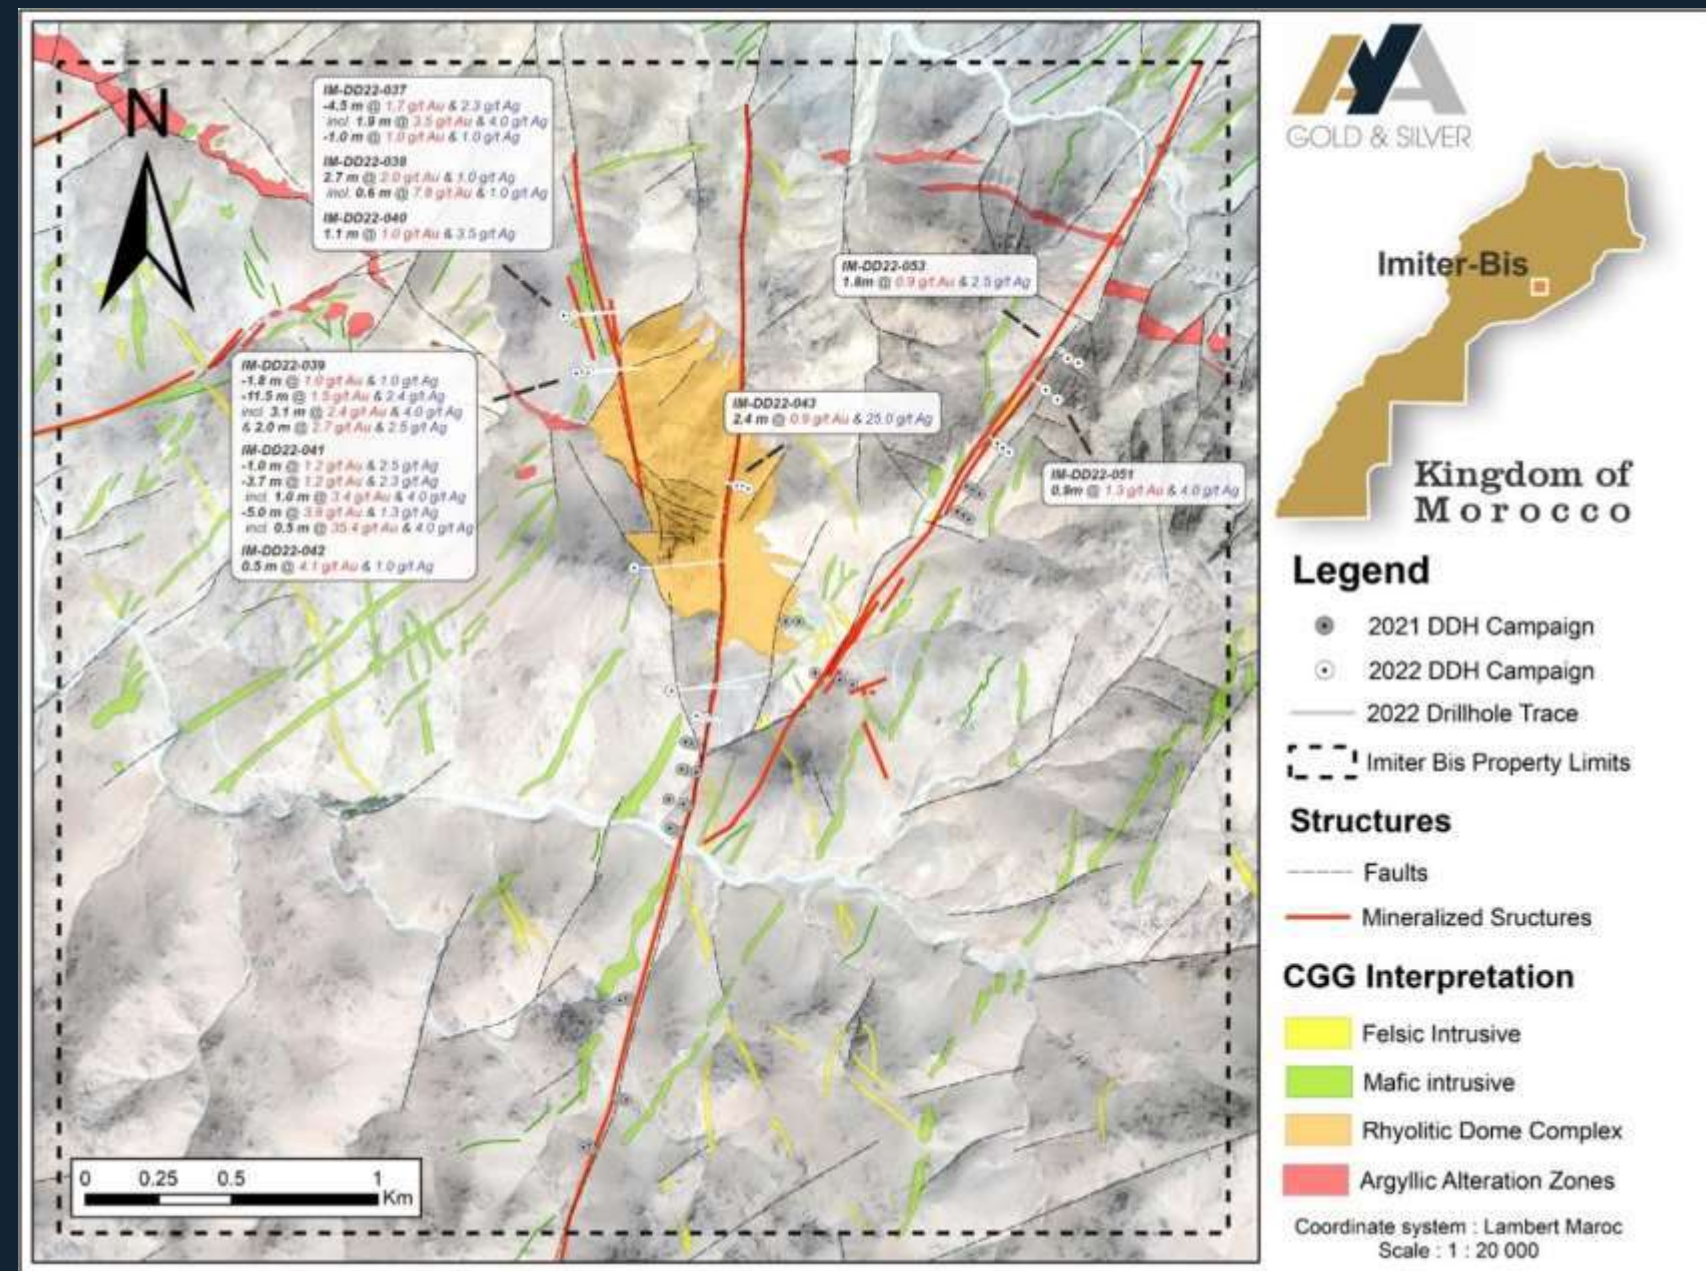 N
IM-DD22-037
-4.5 m @ 1.7 g/t Au & 2.3 g/t Ag
incl. 1.9 m @ 3.5 g/t Au & 4.0 g/t Ag
-1.0 m @ 1.0 g/t Au & 1.0 g/t Ag
IM-DD22-038
2.7 m @ 2.0 g/t Au & 1.0 g/t Ag
incl. 0.6 m @ 7.8 g/t Au & 1.0 g/t Ag
IM-DD22-040
1.1 m @ 1.0 g/t Au & 3.5 g/t Ag
IM-DD22-053
1.8m @ 0.9 g/t Au & 2.5 g/t Ag
IM-DD22-039
-1.8 m @ 1.0 g/t Au & 1.0 g/t Ag
-11.5 m @ 1.5 g/t Au & 2.4 g/t Ag
incl. 3.1 m @ 2.4 g/t Au & 4.0 g/t Ag
& 2.0 m @ 2.7 g/t Au & 2.5 g/t Ag
IM-DD22-041
-1.0 m @ 1.2 g/t Au & 2.5 g/t Ag
-3.7 m @ 1.2 g/t Au & 2.3 g/t Ag
incl. 1.0 m @ 3.4 g/t Au & 4.0 g/t Ag
-5.0 m @ 3.8 g/t Au & 1.3 g/t Ag
incl. 0.5 m @ 35.4 g/t Au & 4.0 g/t Ag
IM-DD22-042
0.5 m @ 4.1 g/t Au & 1.0 g/t Ag
IM-DD22-043
2.4 m @ 0.9 g/t Au & 25.0 g/t Ag
IM-DD22-051
0.9m @ 1.3 g/t Au & 4.0 g/t Ag
0 0.25 0.5 1
Km
AYA
GOLD & SILVER
Imiter-Bis
Kingdom of
Morocco
Legend
2021 DDH Campaign
2022 DDH Campaign
2022 Drillhole Trace
Imiter Bis Property Limits
Structures
Faults
Mineralized Sructures
CGG Interpretation
Felsic Intrusive
Mafic intrusive
Rhyolitic Dome Complex
Argyllic Alteration Zones
Coordinate system : Lambert Maroc
Scale : 1 : 20 000